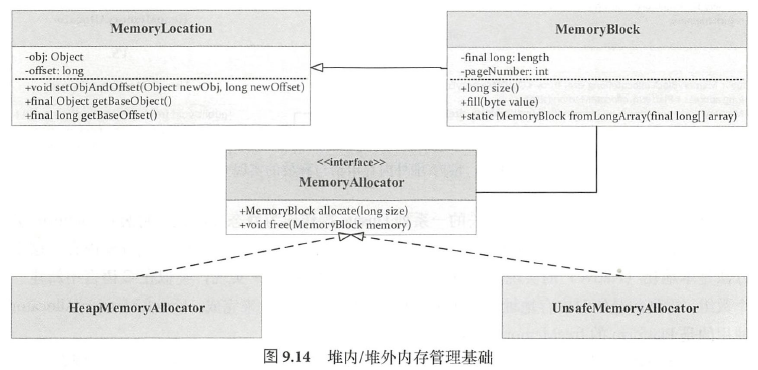 MemoryLocation
-obj: Object
-offset: long
+void setObjAndOffset(Object newObj, long newOffset)
+final Object getBaseObject()
+final long getBaseOffset()
MemoryBlock
-final long: length
-pageNumber: int
+long size()
+fill(byte value)
+static MemoryBlock fromLongArray(final long[] array)
<<interface>>
MemoryAllocator
+MemoryBlock allocate(long size)
+void free(MemoryBlock memory)
HeapMemoryAllocator
UnsafeMemoryAllocator
图 9.14 堆内/堆外内存管理基础